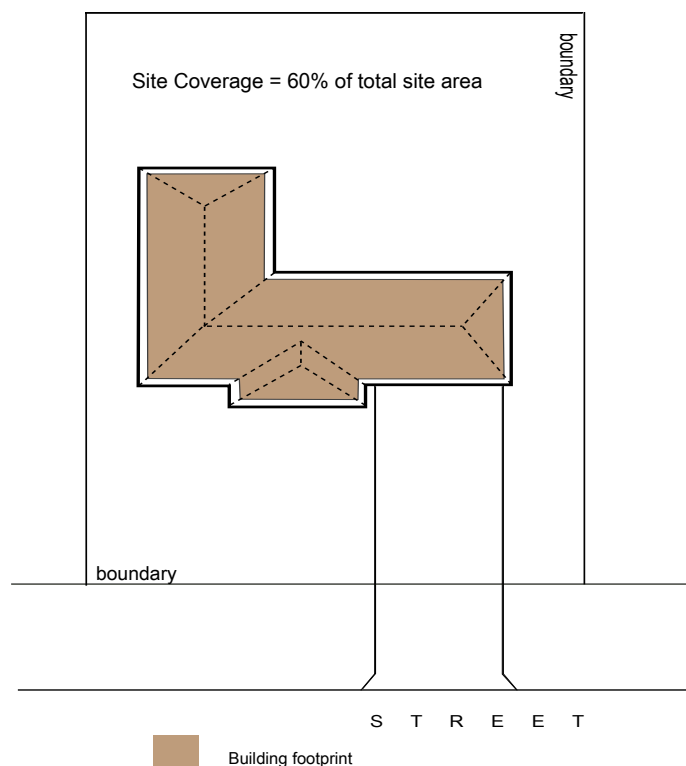 boundary
Site Coverage = 60% of total site area
boundary
S T R E E T
Building footprint